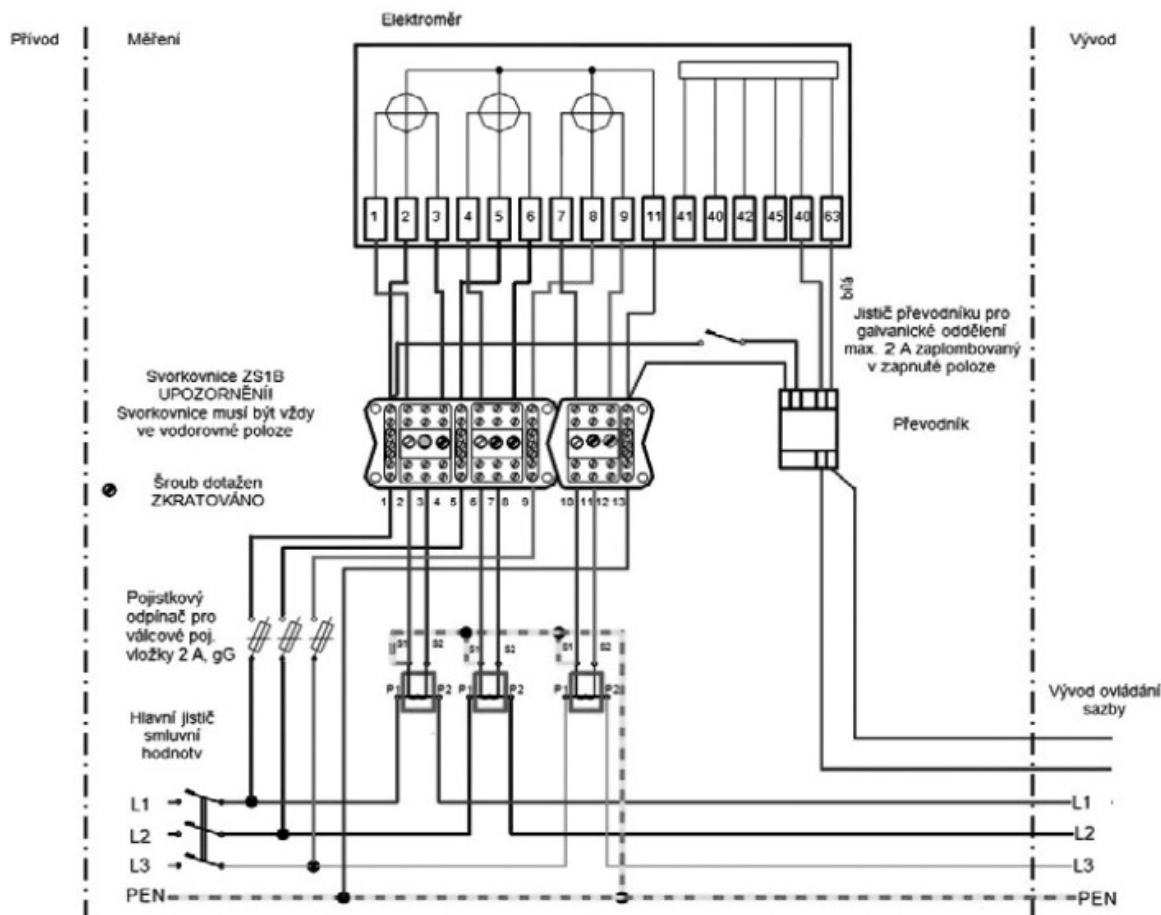 Elektroměr
Přívod
Měření
Vývod
1 2 3 4 5 6 7 8 9 11 41 40 42 45 40 63
bílá
Jistič převodníku pro
galvanické oddělení
max. 2 A zaplombovaný
v zapnuté poloze
Svorkovnice ZS1B
UPOZORNĚNÍ!
Svorkovnice musí být vždy
ve vodorovné poloze
Převodník
Šroub dotažen
ZKRATOVÁNO
1 2 3 4 5 6 7 8 9 10 11 12 13
Pojistkový
odpínač pro
válcové poj.
vložky 2 A, gG
S1 S2 S1 S2 S1 S2
P1 P2 P1 P2 P1 P2
Hlavní jistič
smluvní
hodnotv
Vývod ovládání
sazby
L1 L1
L2 L2
L3 L3
PEN PEN